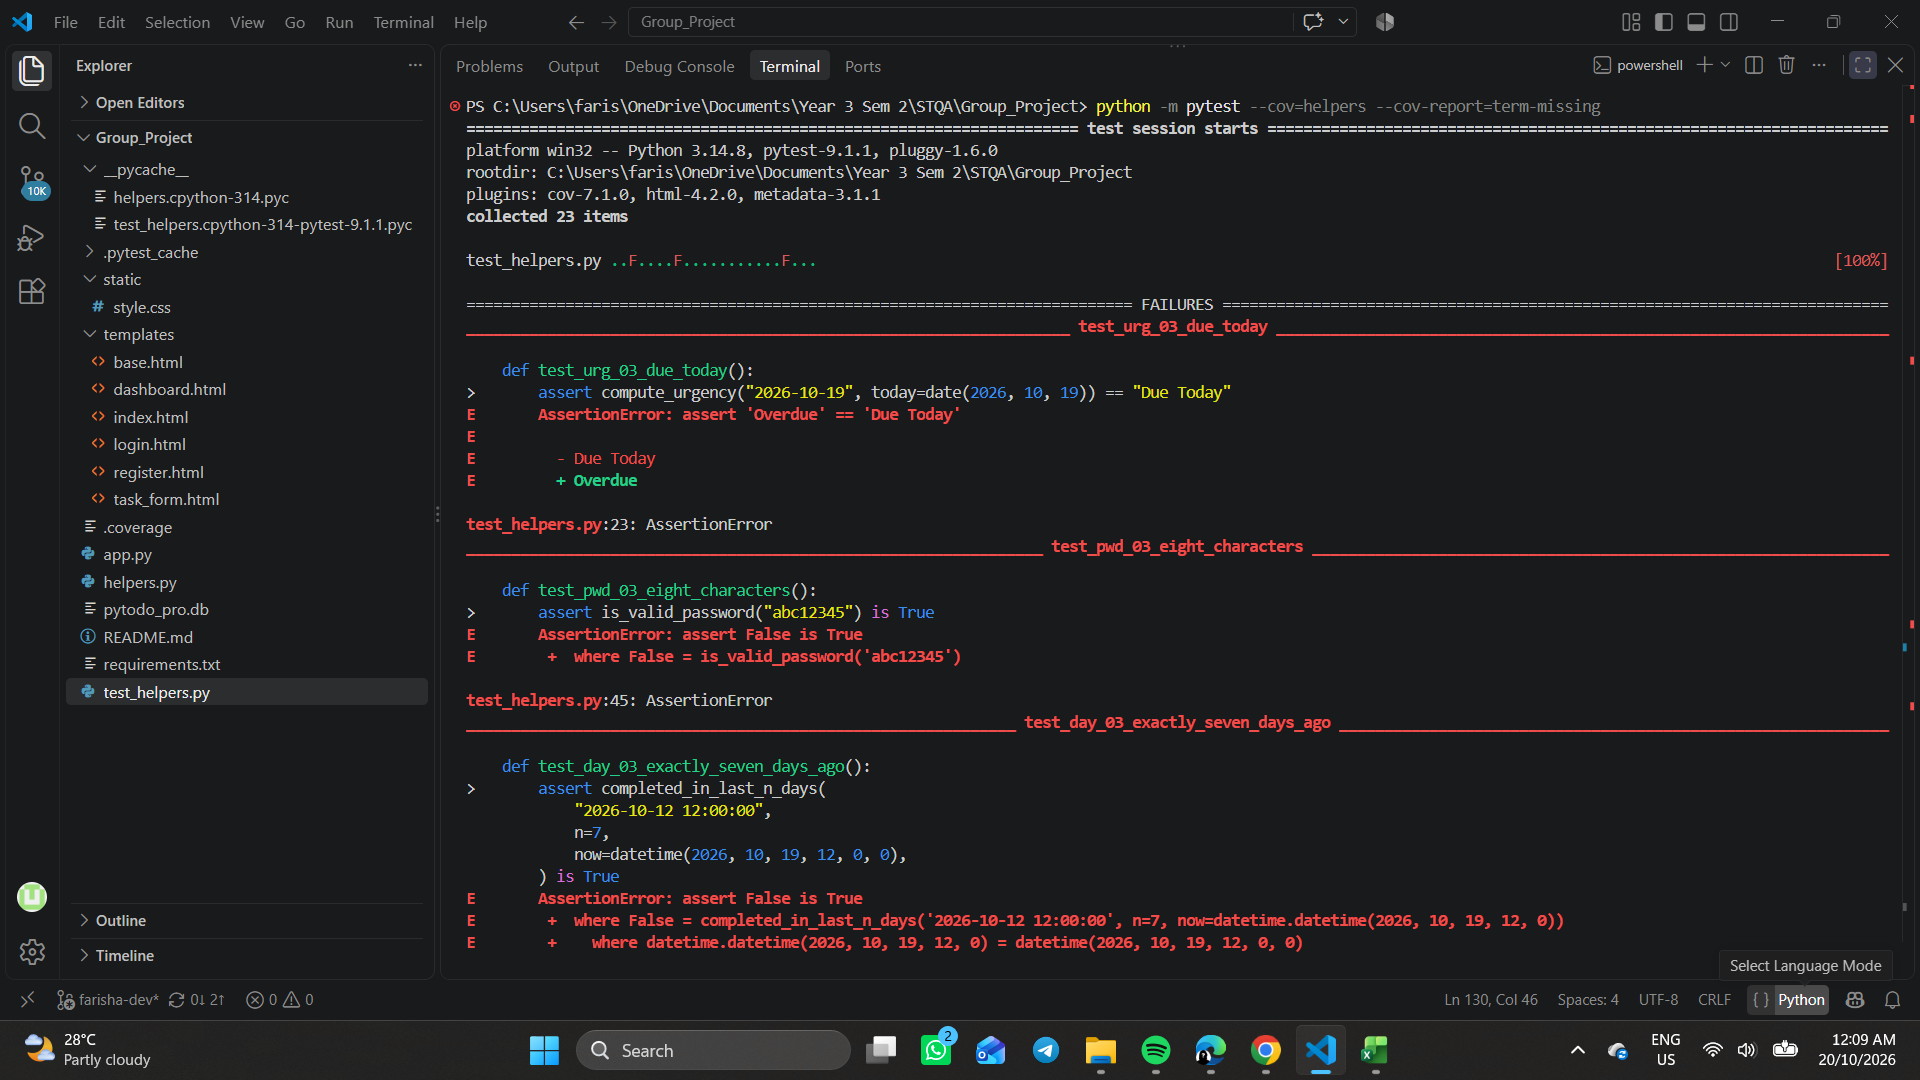 File Edit Selection View Go Run Terminal Help
Group_Project
Explorer
Open Editors
Group_Project
__pycache__
helpers.cpython-314.pyc
test_helpers.cpython-314-pytest-9.1.1.pyc
.pytest_cache
static
# style.css
templates
<> base.html
<> dashboard.html
<> index.html
<> login.html
<> register.html
<> task_form.html
.coverage
app.py
helpers.py
pytodo_pro.db
README.md
requirements.txt
test_helpers.py
Outline
Timeline
10K
Problems Output Debug Console Terminal Ports
powershell
PS C:\Users\faris\OneDrive\Documents\Year 3 Sem 2\STQA\Group_Project> python -m pytest --cov=helpers --cov-report=term-missing
test session starts
platform win32 -- Python 3.14.8, pytest-9.1.1, pluggy-1.6.0
rootdir: C:\Users\faris\OneDrive\Documents\Year 3 Sem 2\STQA\Group_Project
plugins: cov-7.1.0, html-4.2.0, metadata-3.1.1
collected 23 items
test_helpers.py ..F....F...........F... [100%]
FAILURES
test_urg_03_due_today
def test_urg_03_due_today():
> assert compute_urgency("2026-10-19", today=date(2026, 10, 19)) == "Due Today"
E AssertionError: assert 'Overdue' == 'Due Today'
E
E - Due Today
E + Overdue
test_helpers.py:23: AssertionError
test_pwd_03_eight_characters
def test_pwd_03_eight_characters():
> assert is_valid_password("abc12345") is True
E AssertionError: assert False is True
E + where False = is_valid_password('abc12345')
test_helpers.py:45: AssertionError
test_day_03_exactly_seven_days_ago
def test_day_03_exactly_seven_days_ago():
> assert completed_in_last_n_days(
"2026-10-12 12:00:00",
n=7,
now=datetime(2026, 10, 19, 12, 0, 0),
) is True
E AssertionError: assert False is True
E + where False = completed_in_last_n_days('2026-10-12 12:00:00', n=7, now=datetime.datetime(2026, 10, 19, 12, 0))
E + where datetime.datetime(2026, 10, 19, 12, 0) = datetime(2026, 10, 19, 12, 0, 0)
Select Language Mode
farisha-dev* 0↓ 2↑ 0 0
Ln 130, Col 46 Spaces: 4 UTF-8 CRLF { } Python
28°C
Partly cloudy
Search
2
ENG
US
12:09 AM
20/10/2026